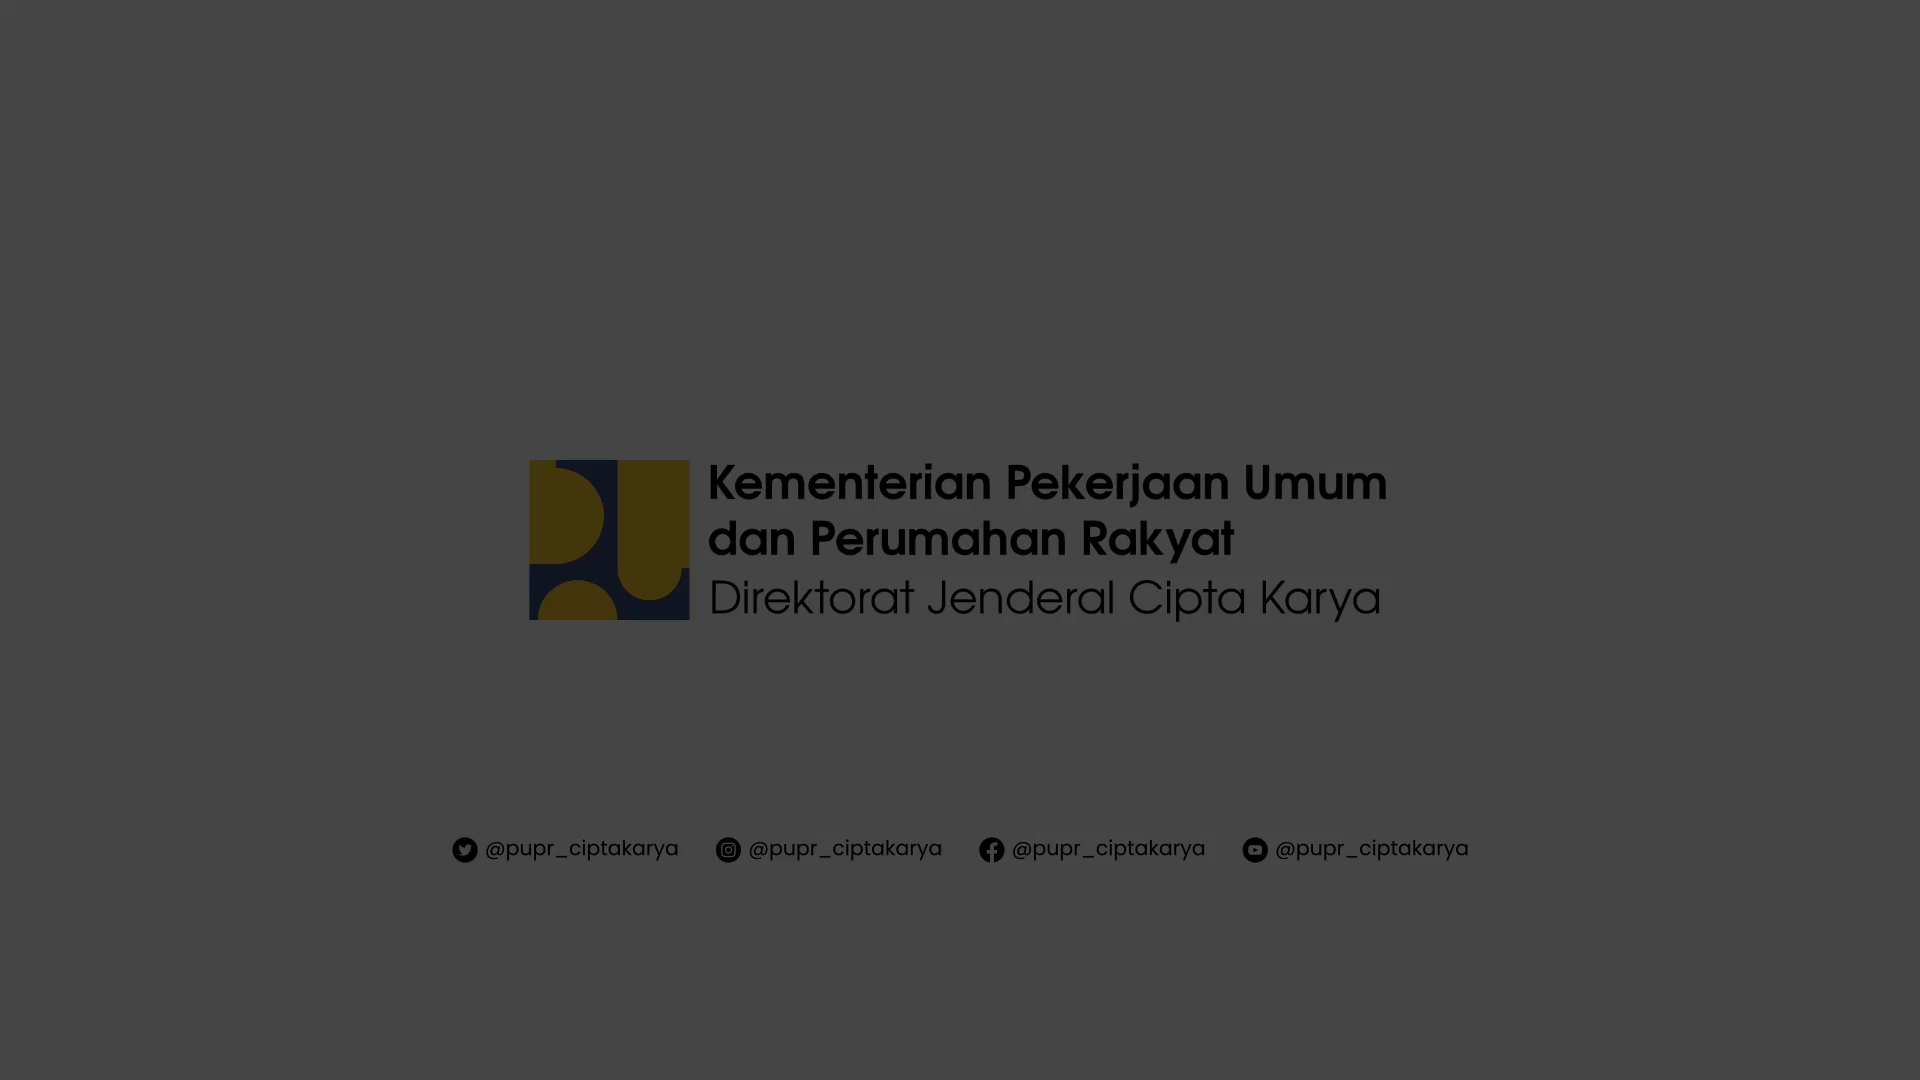 Kementerian Pekerjaan Umum
dan Perumahan Rakyat
Direktorat Jenderal Cipta Karya
@pupr_ciptakarya @pupr_ciptakarya @pupr_ciptakarya @pupr_ciptakarya